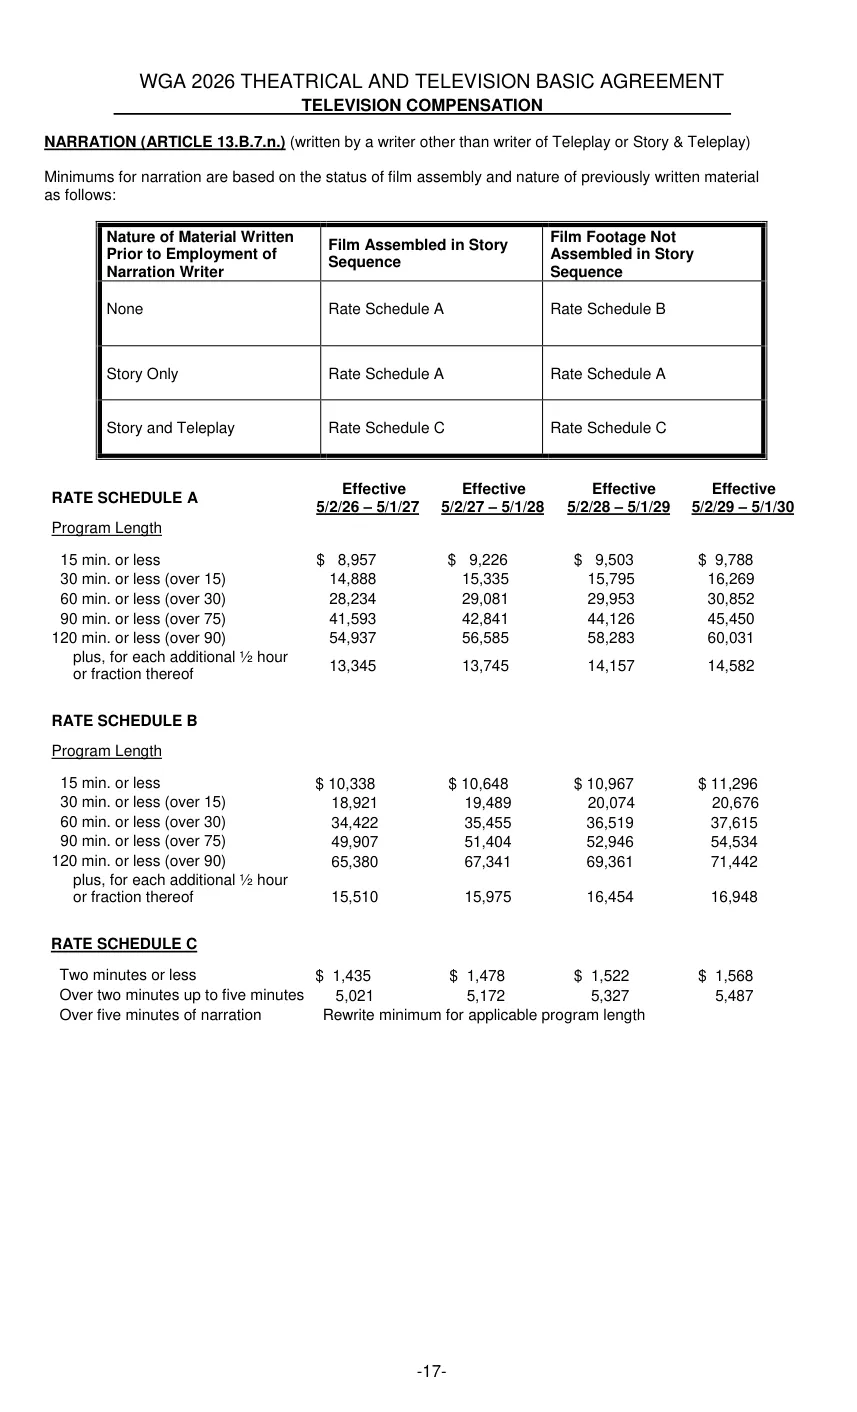 WGA 2026 THEATRICAL AND TELEVISION BASIC AGREEMENT
TELEVISION COMPENSATION
NARRATION (ARTICLE 13.B.7.n.) (written by a writer other than writer of Teleplay or Story & Teleplay)
Minimums for narration are based on the status of film assembly and nature of previously written material
as follows:
Nature of Material Written Prior to Employment of Narration Writer | Film Assembled in Story Sequence | Film Footage Not Assembled in Story Sequence
None | Rate Schedule A | Rate Schedule B
Story Only | Rate Schedule A | Rate Schedule A
Story and Teleplay | Rate Schedule C | Rate Schedule C
RATE SCHEDULE A | Effective 5/2/26 – 5/1/27 | Effective 5/2/27 – 5/1/28 | Effective 5/2/28 – 5/1/29 | Effective 5/2/29 – 5/1/30
Program Length
15 min. or less $ 8,957 $ 9,226 $ 9,503 $ 9,788
30 min. or less (over 15) 14,888 15,335 15,795 16,269
60 min. or less (over 30) 28,234 29,081 29,953 30,852
90 min. or less (over 75) 41,593 42,841 44,126 45,450
120 min. or less (over 90) 54,937 56,585 58,283 60,031
plus, for each additional ½ hour
or fraction thereof 13,345 13,745 14,157 14,582
RATE SCHEDULE B
Program Length
15 min. or less $ 10,338 $ 10,648 $ 10,967 $ 11,296
30 min. or less (over 15) 18,921 19,489 20,074 20,676
60 min. or less (over 30) 34,422 35,455 36,519 37,615
90 min. or less (over 75) 49,907 51,404 52,946 54,534
120 min. or less (over 90) 65,380 67,341 69,361 71,442
plus, for each additional ½ hour
or fraction thereof 15,510 15,975 16,454 16,948
RATE SCHEDULE C
Two minutes or less $ 1,435 $ 1,478 $ 1,522 $ 1,568
Over two minutes up to five minutes 5,021 5,172 5,327 5,487
Over five minutes of narration Rewrite minimum for applicable program length
-17-